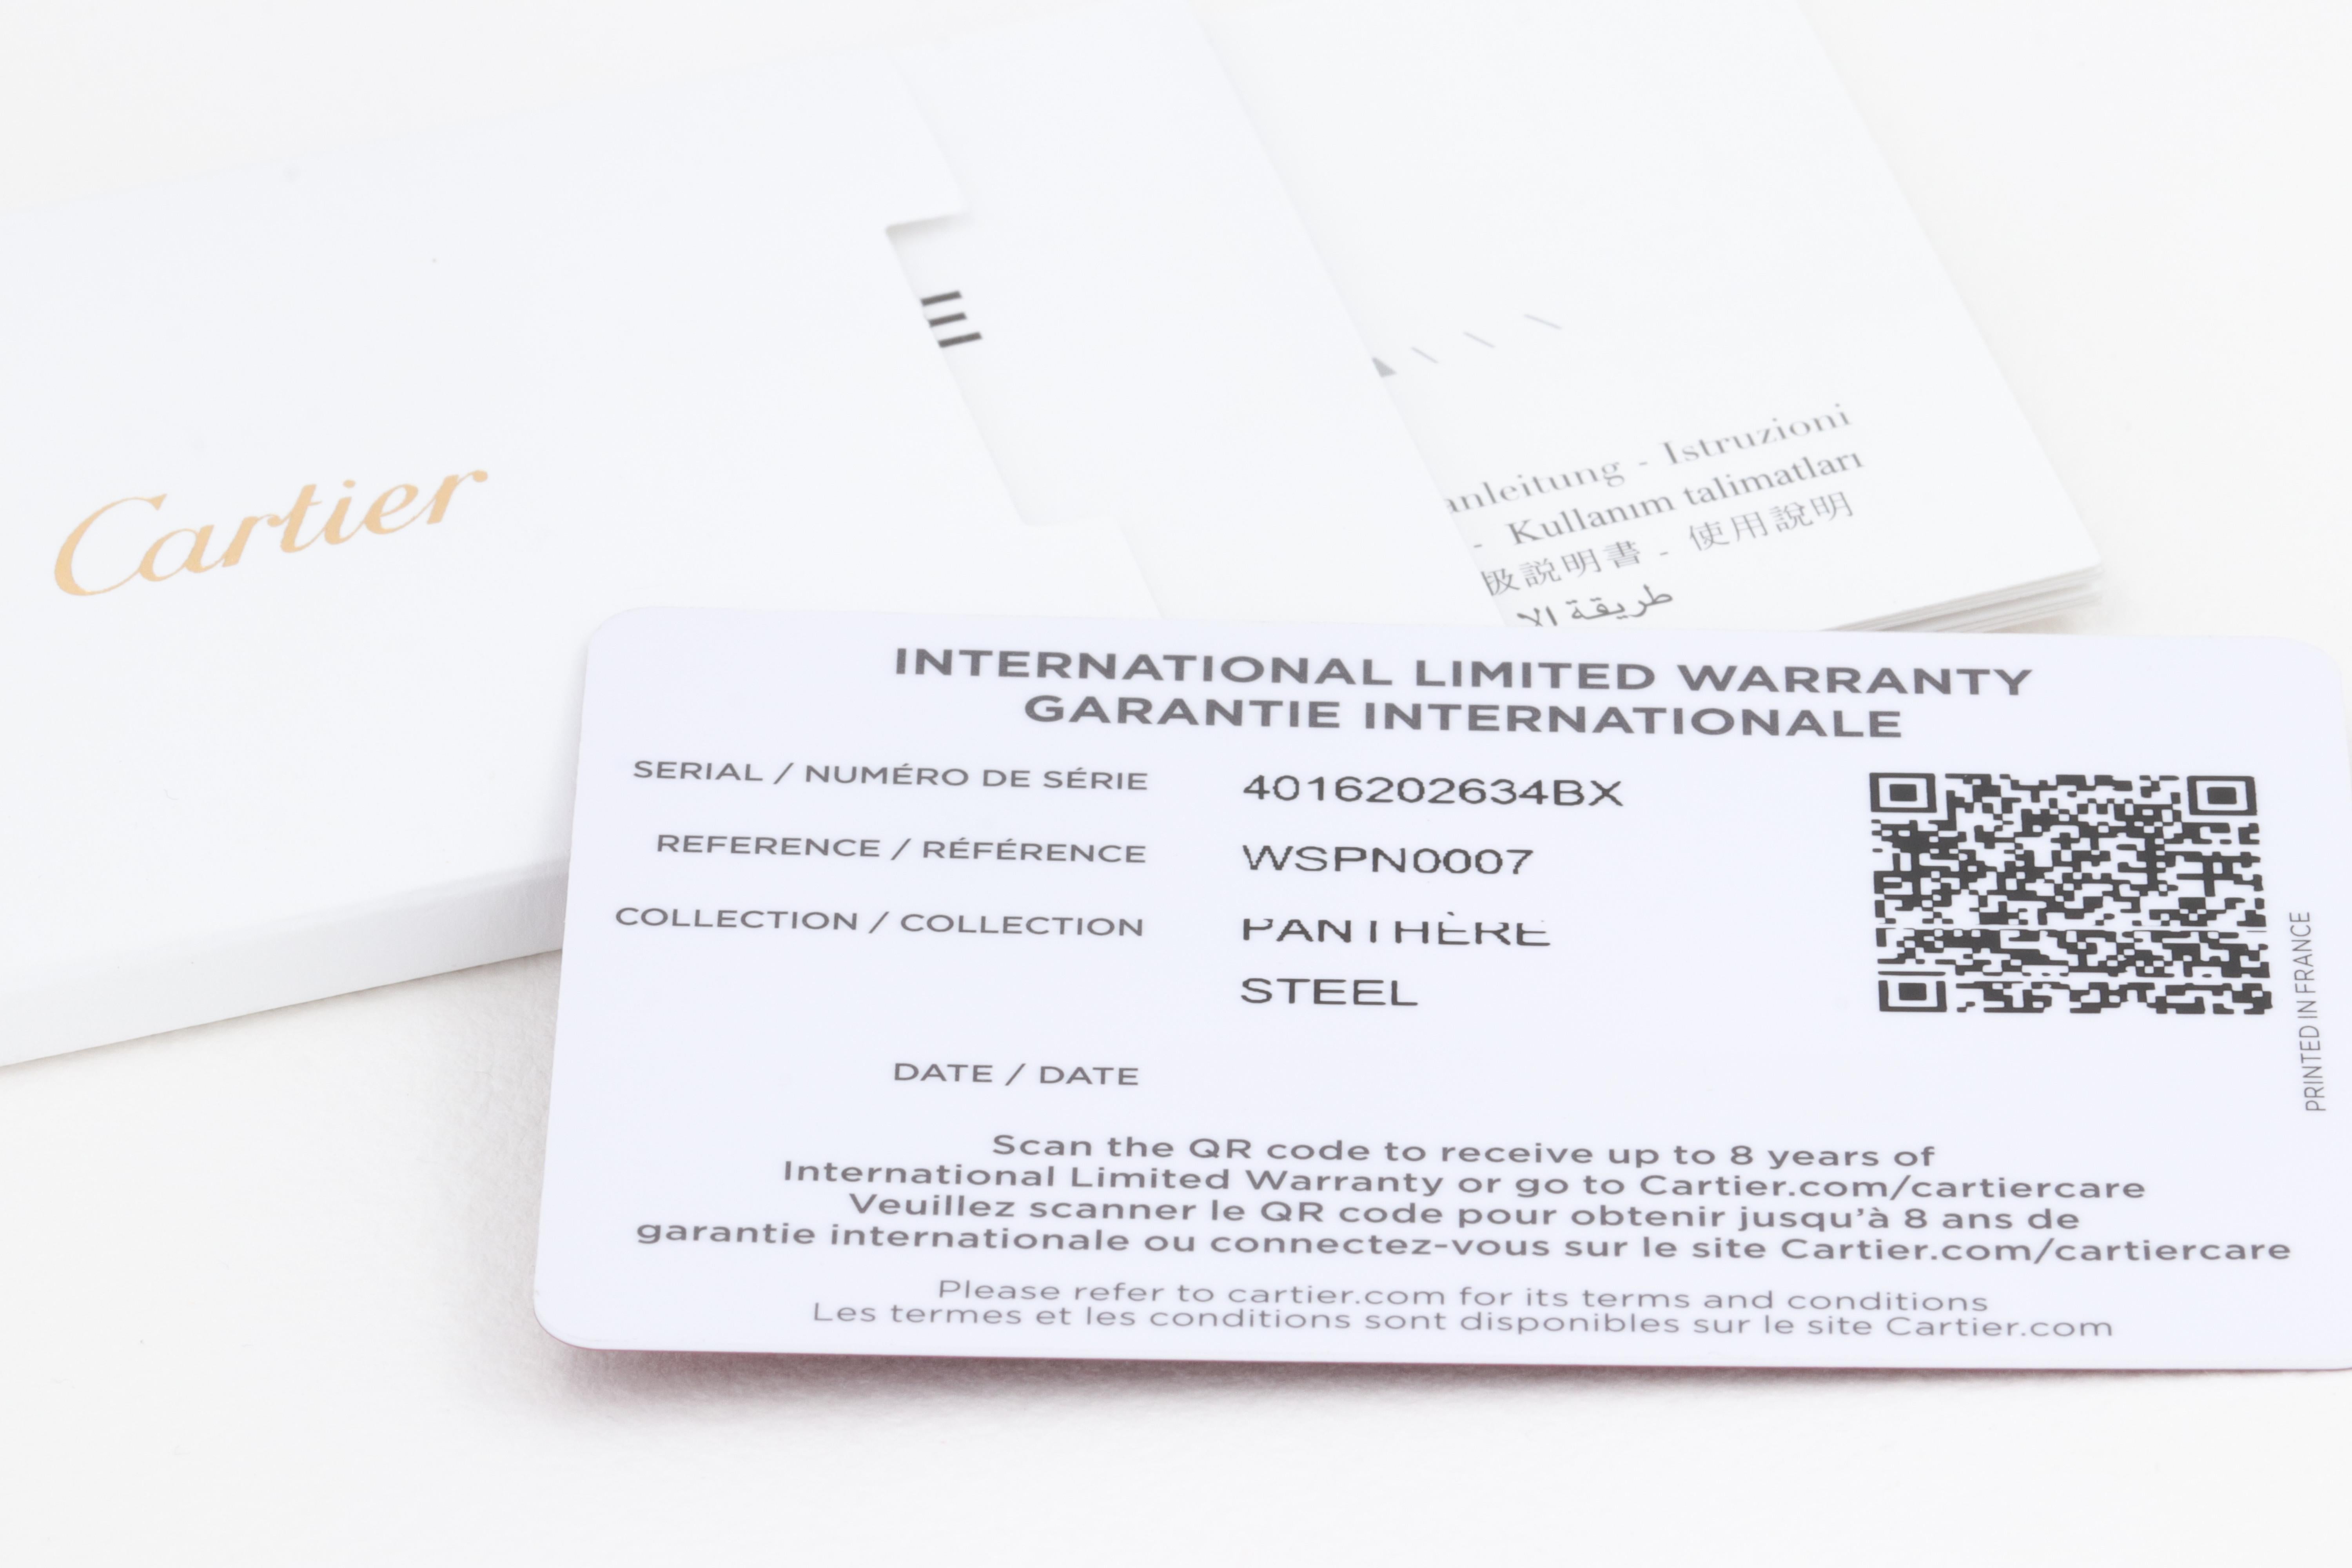 Cartier
anleitung - Istruzioni
- Kullanım talimatları
扱説明書 - 使用說明
طريقة الا
INTERNATIONAL LIMITED WARRANTY
GARANTIE INTERNATIONALE
SERIAL / NUMÉRO DE SÉRIE 4016202634BX
REFERENCE / RÉFÉRENCE WSPN0007
COLLECTION / COLLECTION PANTHÈRE
STEEL
DATE / DATE
PRINTED IN FRANCE
Scan the QR code to receive up to 8 years of
International Limited Warranty or go to Cartier.com/cartiercare
Veuillez scanner le QR code pour obtenir jusqu'à 8 ans de
garantie internationale ou connectez-vous sur le site Cartier.com/cartiercare
Please refer to cartier.com for its terms and conditions
Les termes et les conditions sont disponibles sur le site Cartier.com